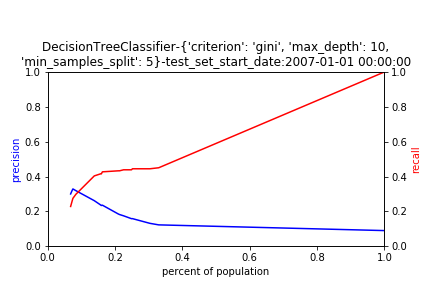 DecisionTreeClassifier-{'criterion': 'gini', 'max_depth': 10,
'min_samples_split': 5}-test_set_start_date:2007-01-01 00:00:00
1.0
0.8
0.6
0.4
0.2
0.0
precision
1.0
0.8
0.6
0.4
0.2
0.0
recall
0.0 0.2 0.4 0.6 0.8 1.0
percent of population